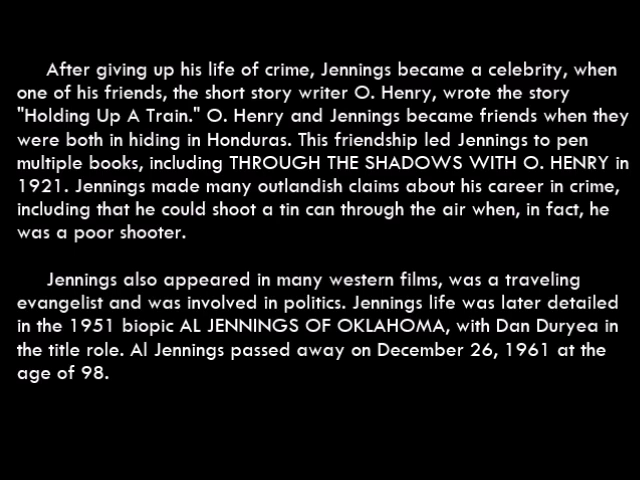 After giving up his life of crime, Jennings became a celebrity, when
one of his friends, the short story writer O. Henry, wrote the story
"Holding Up A Train." O. Henry and Jennings became friends when they
were both in hiding in Honduras. This friendship led Jennings to pen
multiple books, including THROUGH THE SHADOWS WITH O. HENRY in
1921. Jennings made many outlandish claims about his career in crime,
including that he could shoot a tin can through the air when, in fact, he
was a poor shooter.
Jennings also appeared in many western films, was a traveling
evangelist and was involved in politics. Jennings life was later detailed
in the 1951 biopic AL JENNINGS OF OKLAHOMA, with Dan Duryea in
the title role. Al Jennings passed away on December 26, 1961 at the
age of 98.